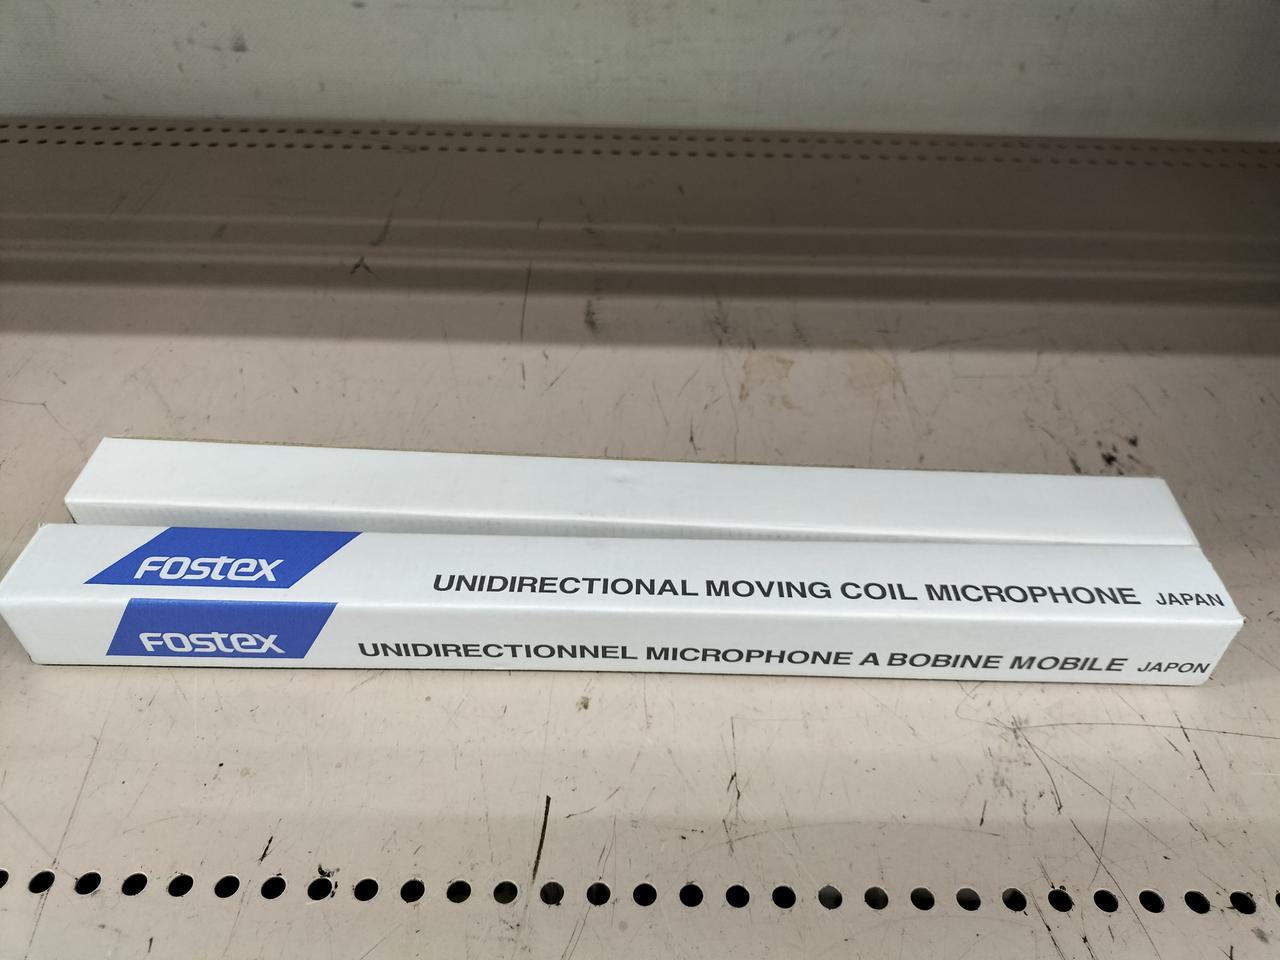 FOSTEX UNIDIRECTIONAL MOVING COIL MICROPHONE JAPAN
FOSTEX UNIDIRECTIONNEL MICROPHONE A BOBINE MOBILE JAPON